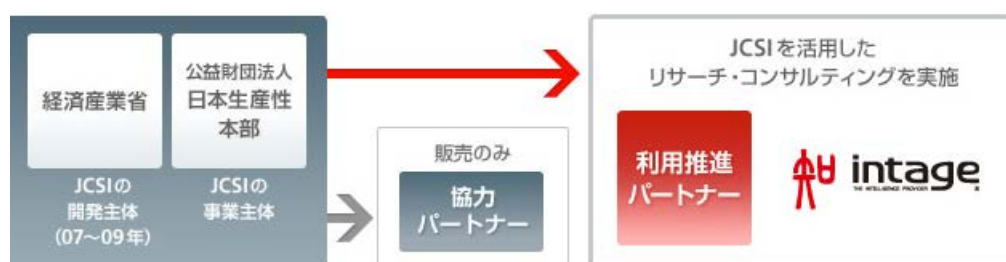 経済産業省
JCSIの
開発主体
(07〜09年)
公益財団法人
日本生産性
本部
JCSIの
事業主体
販売のみ
協力
パートナー
JCSIを活用した
リサーチ・コンサルティングを実施
利用推進
パートナー
intage
THE INTELLIGENCE PROVIDER